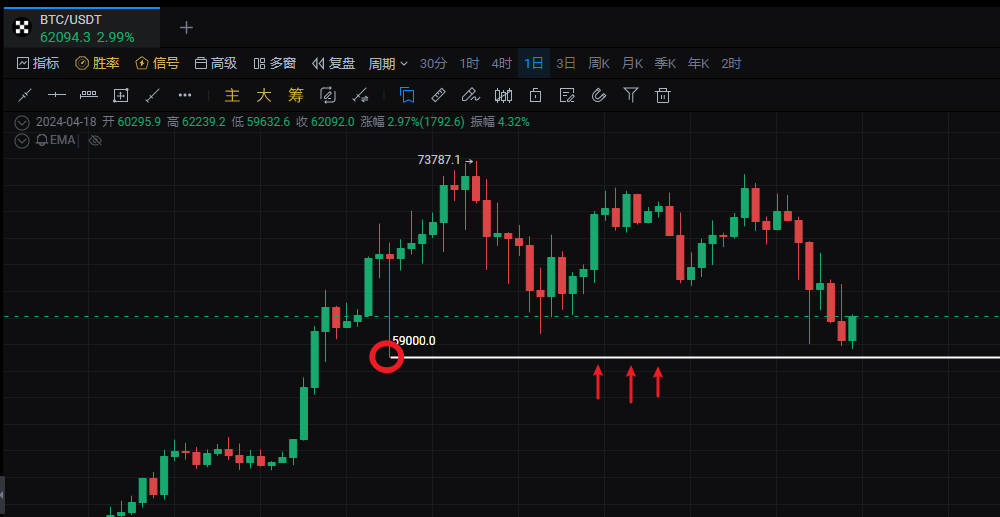 BTC/USDT
62094.3 2.99%
指标 胜率 信号 高级 多窗 复盘 周期 30分 1时 4时 1日 3日 周K 月K 季K 年K 2时
主 大 筹
2024-04-18 开 60295.9 高 62239.2 低 59632.6 收 62092.0 涨幅 2.97%(1792.6) 振幅 4.32%
EMA
73787.1
59000.0